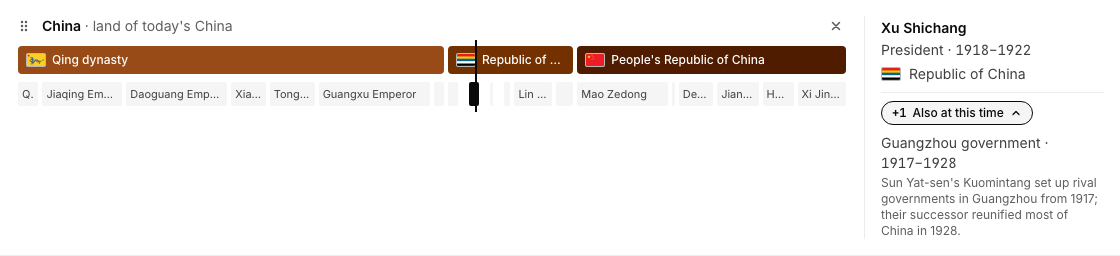 China · land of today's China
Qing dynasty
Republic of ...
People's Republic of China
Q.
Jiaqing Em...
Daoguang Emp...
Xia...
Tong...
Guangxu Emperor
Lin ...
Mao Zedong
De...
Jian...
H...
Xi Jin...
Xu Shichang
President · 1918–1922
Republic of China
+1 Also at this time
Guangzhou government ·
1917–1928
Sun Yat-sen's Kuomintang set up rival
governments in Guangzhou from 1917;
their successor reunified most of
China in 1928.